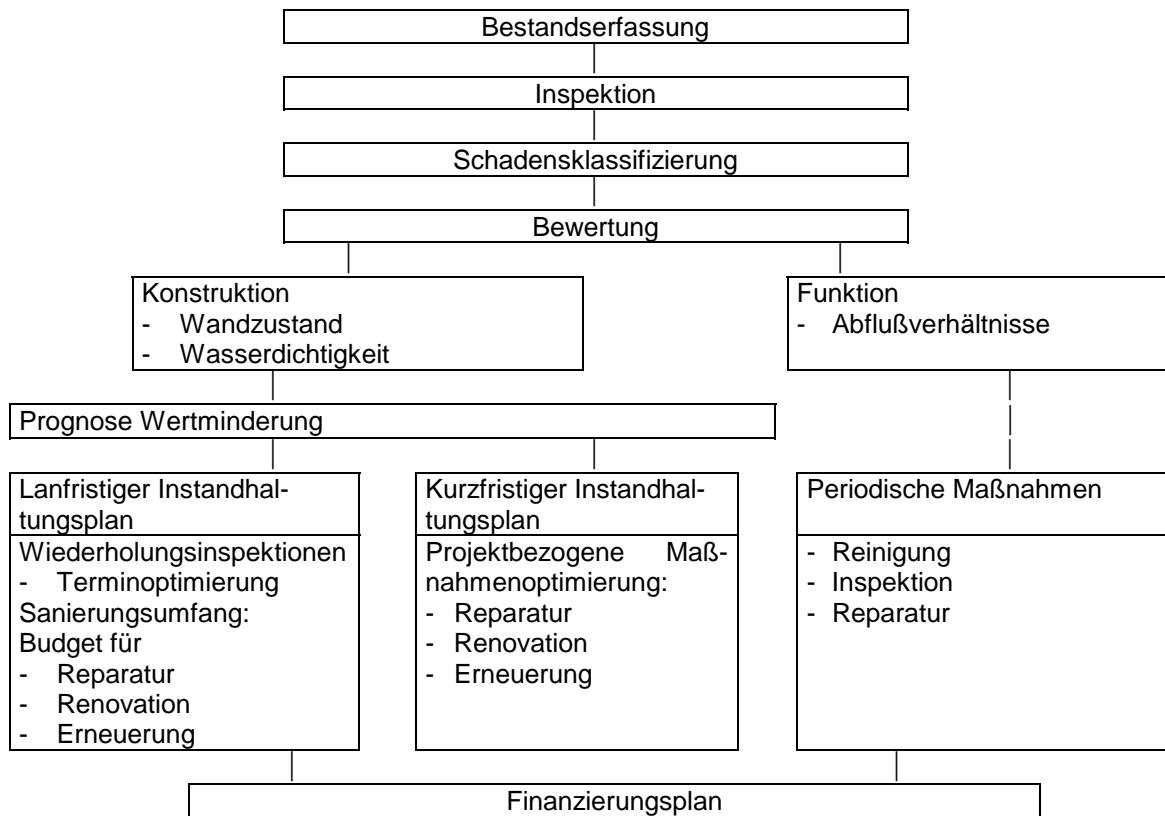 Bestandserfassung
Inspektion
Schadensklassifizierung
Bewertung
Konstruktion
- Wandzustand
- Wasserdichtigkeit
Funktion
- Abflußverhältnisse
Prognose Wertminderung
Lanfristiger Instandhal-
tungsplan
Wiederholungsinspektionen
- Terminoptimierung
Sanierungsumfang:
Budget für
- Reparatur
- Renovation
- Erneuerung
Kurzfristiger Instandhal-
tungsplan
Projektbezogene Maß-
nahmenoptimierung:
- Reparatur
- Renovation
- Erneuerung
Periodische Maßnahmen
- Reinigung
- Inspektion
- Reparatur
Finanzierungsplan